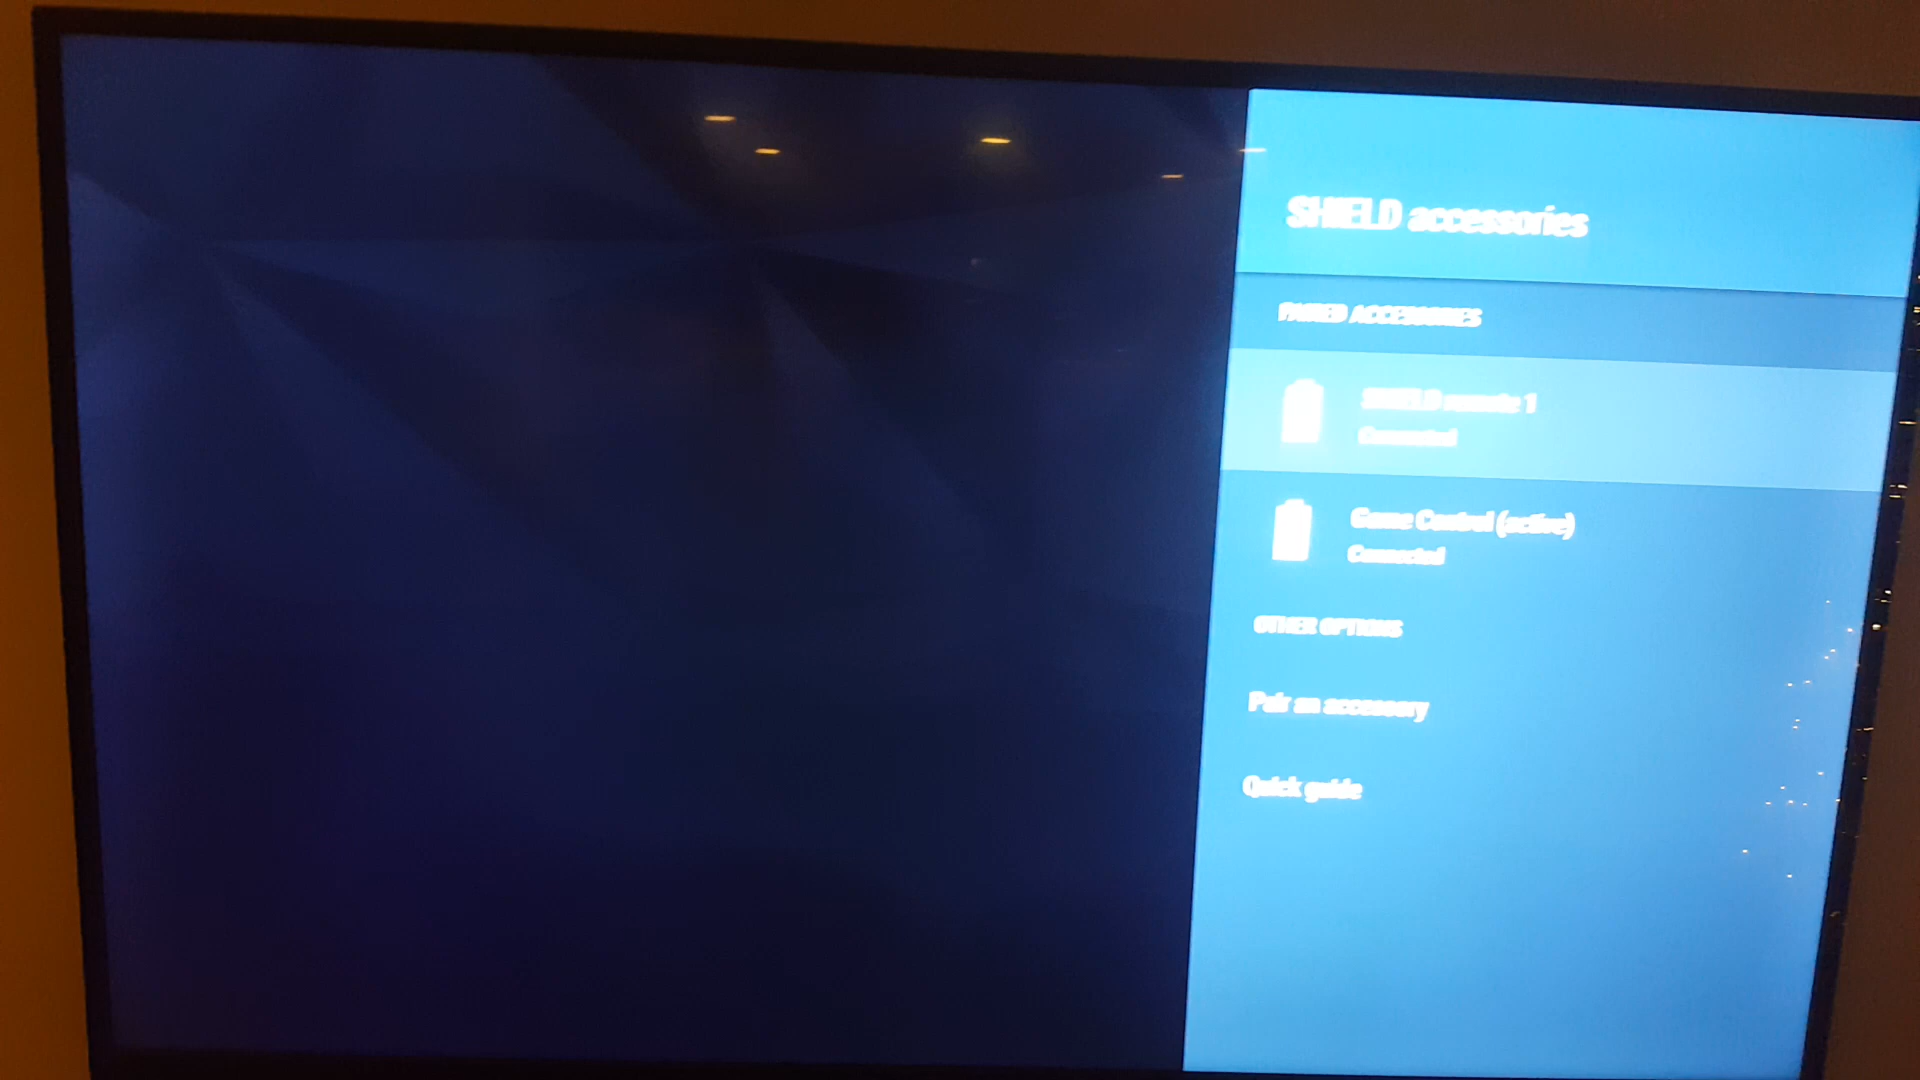 SHIELD accessories
PAIRED ACCESSORIES
SHIELD remote 1
Connected
Game Control (active)
Connected
OTHER OPTIONS
Pair an accessory
Quick guide